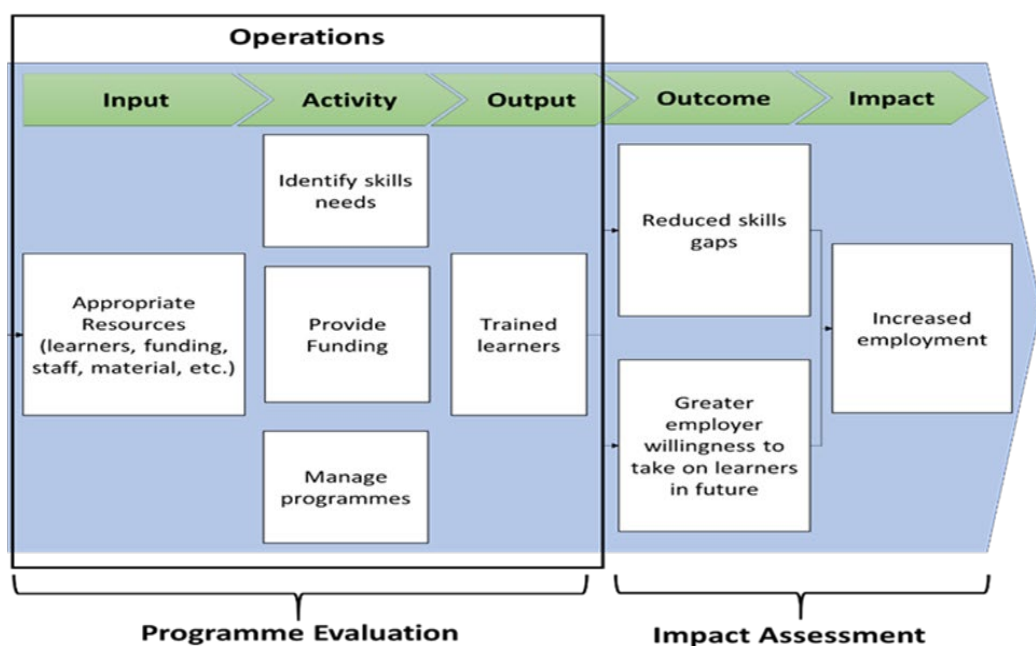 Operations
Input
Activity
Output
Outcome
Impact
Identify skills
needs
Appropriate
Resources
(learners, funding,
staff, material, etc.)
Provide
Funding
Manage
programmes
Trained
learners
Reduced skills
gaps
Greater
employer
willingness to
take on learners
in future
Increased
employment
Programme Evaluation
Impact Assessment